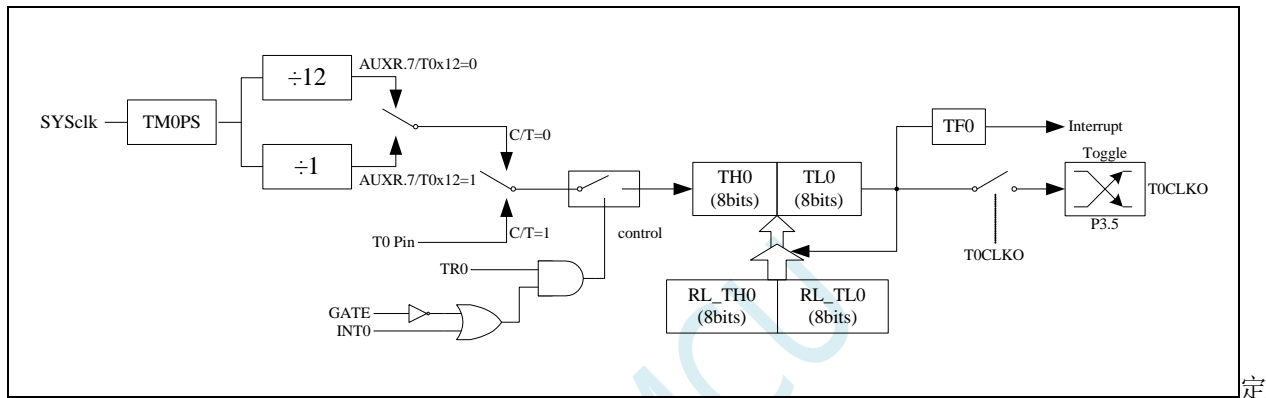 SYSclk
TM0PS
÷12
÷1
AUXR.7/T0x12=0
AUXR.7/T0x12=1
C/T=0
C/T=1
T0 Pin
control
TR0
GATE
INT0
TH0
(8bits)
TL0
(8bits)
RL_TH0
(8bits)
RL_TL0
(8bits)
TF0
Interrupt
Toggle
T0CLKO
P3.5
T0CLKO
MCU
定